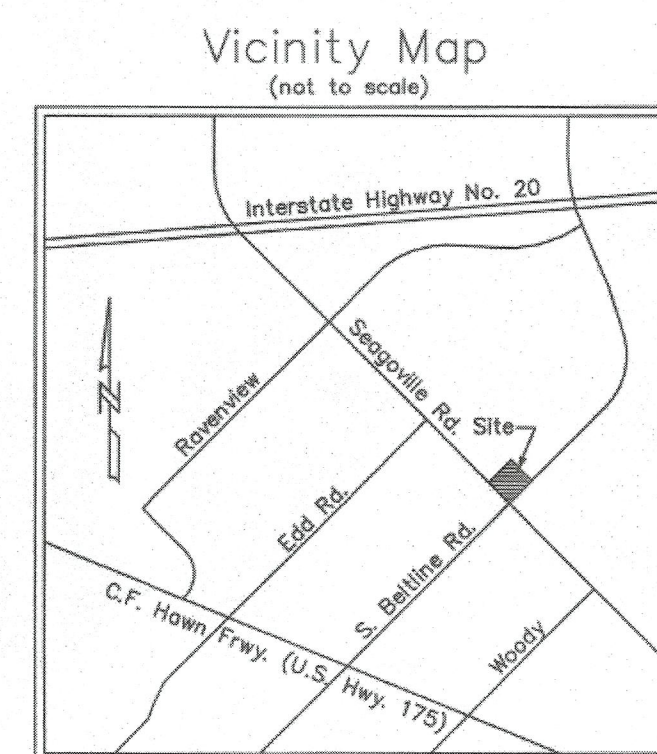 Vicinity Map
(not to scale)
Interstate Highway No. 20
Seagoville Rd.
Ravenview
Site
Edd Rd.
N
S. Beltline Rd.
C.F. Hawn Frwy. (U.S. Hwy. 175)
Woody